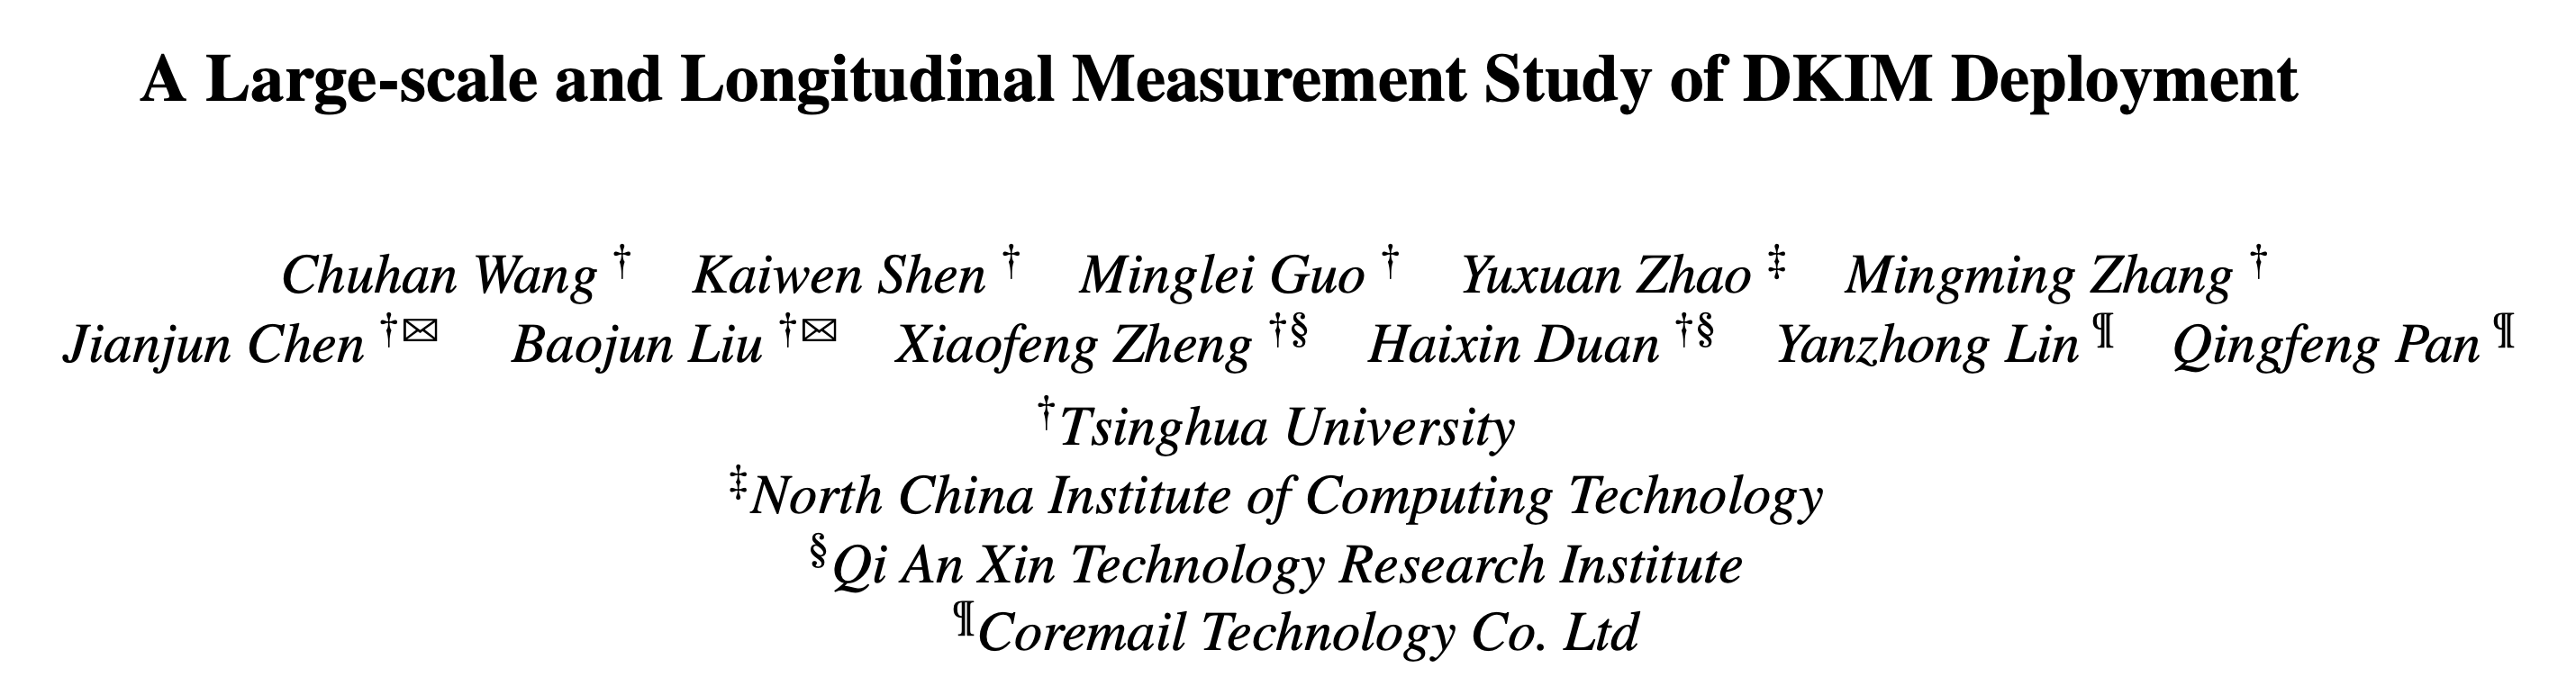 A Large-scale and Longitudinal Measurement Study of DKIM Deployment
Chuhan Wang † Kaiwen Shen † Minglei Guo † Yuxuan Zhao ‡ Mingming Zhang †
Jianjun Chen †✉ Baojun Liu †✉ Xiaofeng Zheng †§ Haixin Duan †§ Yanzhong Lin ¶ Qingfeng Pan ¶
†Tsinghua University
‡North China Institute of Computing Technology
§Qi An Xin Technology Research Institute
¶Coremail Technology Co. Ltd